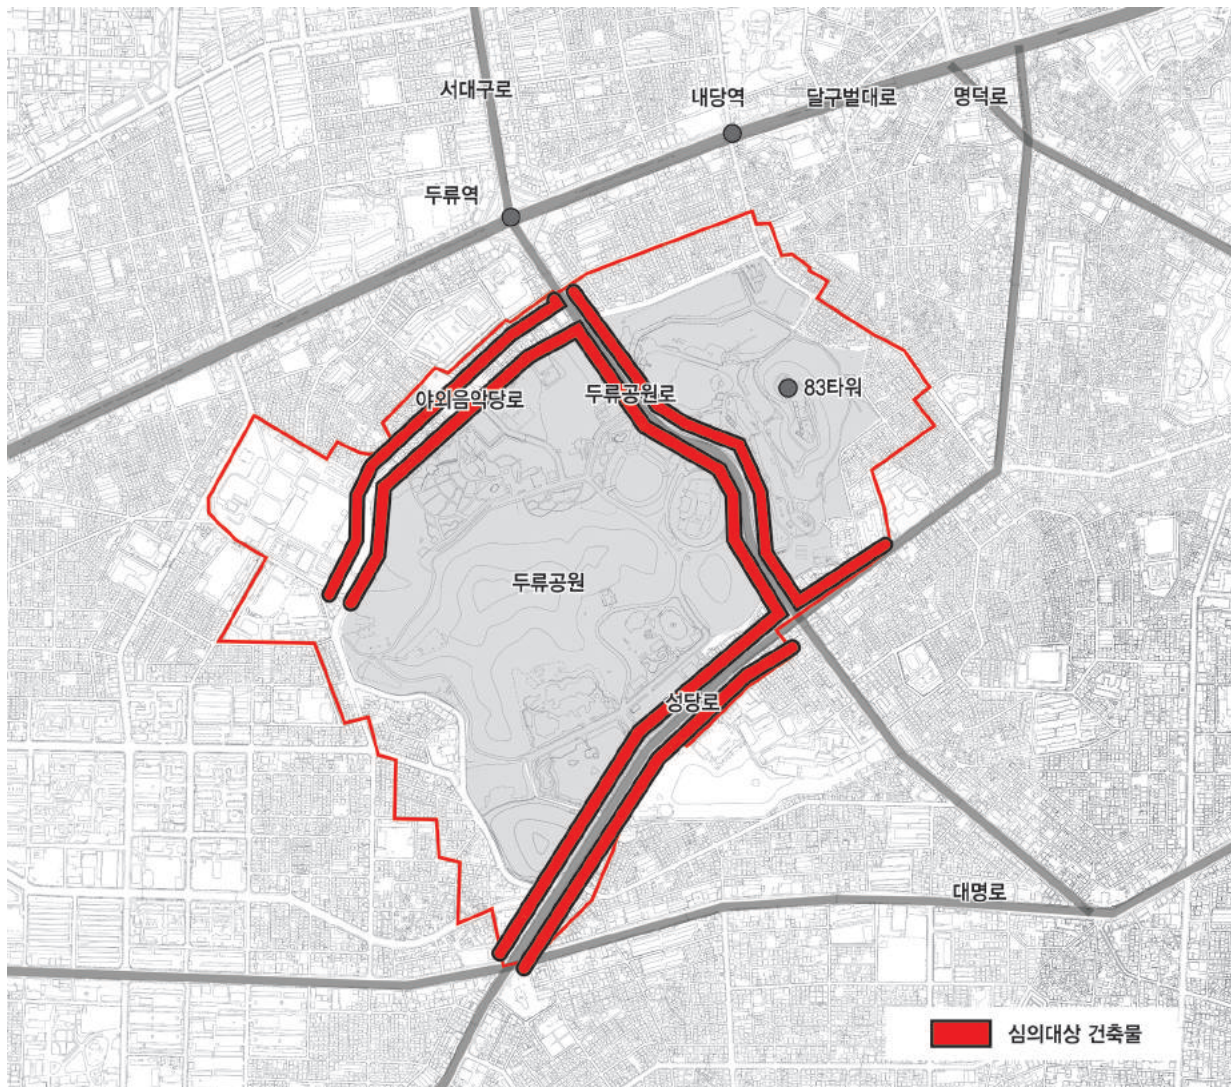 서대구로
내당역
달구벌대로
명덕로
두류역
83타워
야외음악당로
두류공원로
두류공원
성당로
대명로
심의대상 건축물